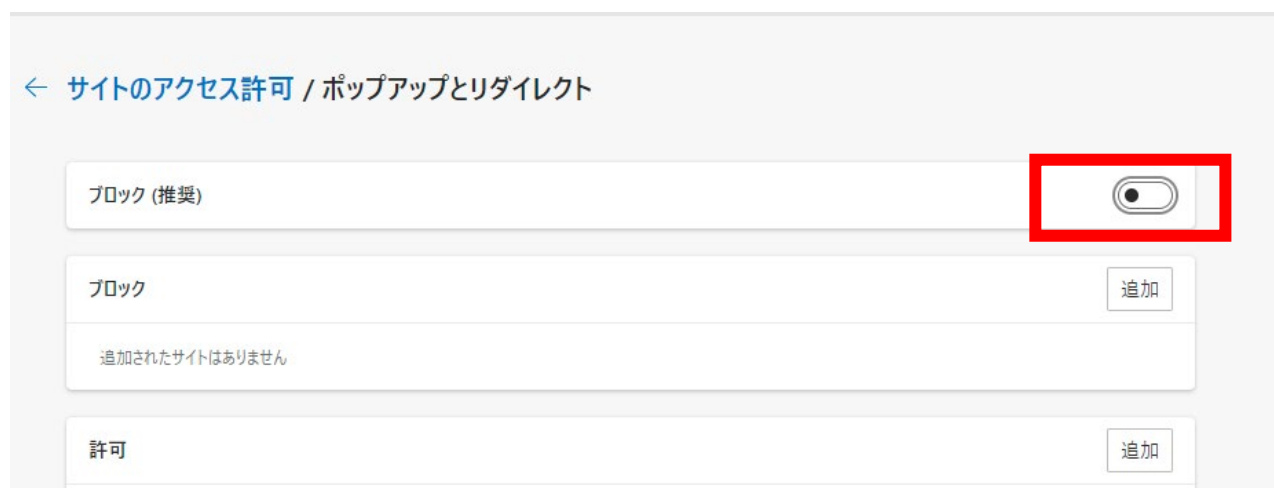 ← サイトのアクセス許可 / ポップアップとリダイレクト
ブロック (推奨)
ブロック
追加
追加されたサイトはありません
許可
追加